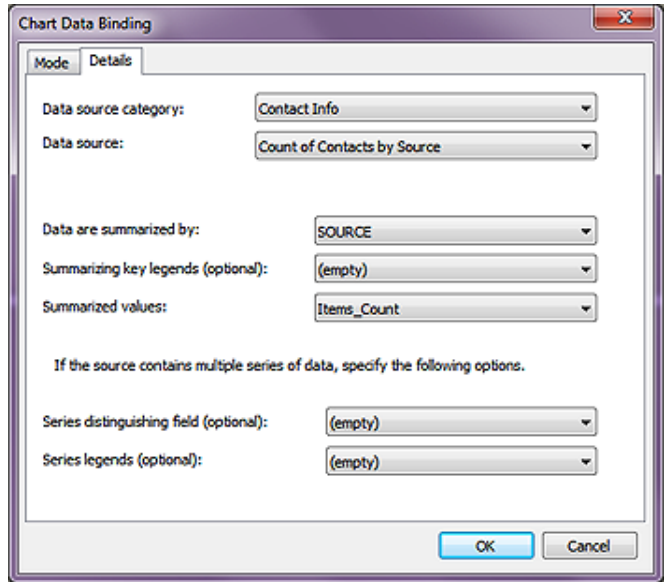 Chart Data Binding
Mode Details
Data source category: Contact Info
Data source: Count of Contacts by Source
Data are summarized by: SOURCE
Summarizing key legends (optional): (empty)
Summarized values: Items_Count
If the source contains multiple series of data, specify the following options.
Series distinguishing field (optional): (empty)
Series legends (optional): (empty)
OK Cancel